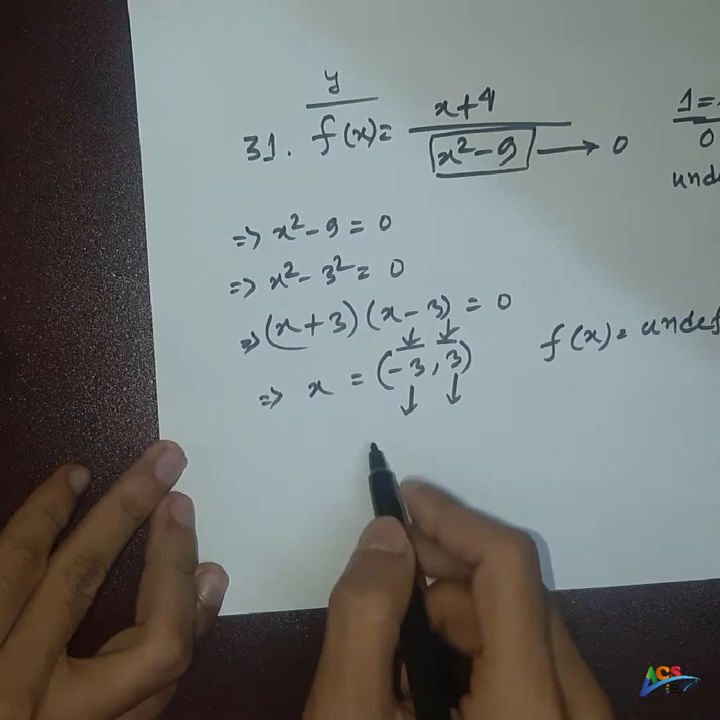 y
31. f(x)= x+4 / x²-9 → 0
1=
0
und
=> x²-9=0
=> x²-3²=0
=> (x+3)(x-3)=0
f(x)= undef
=> x = (-3, 3)
ACS